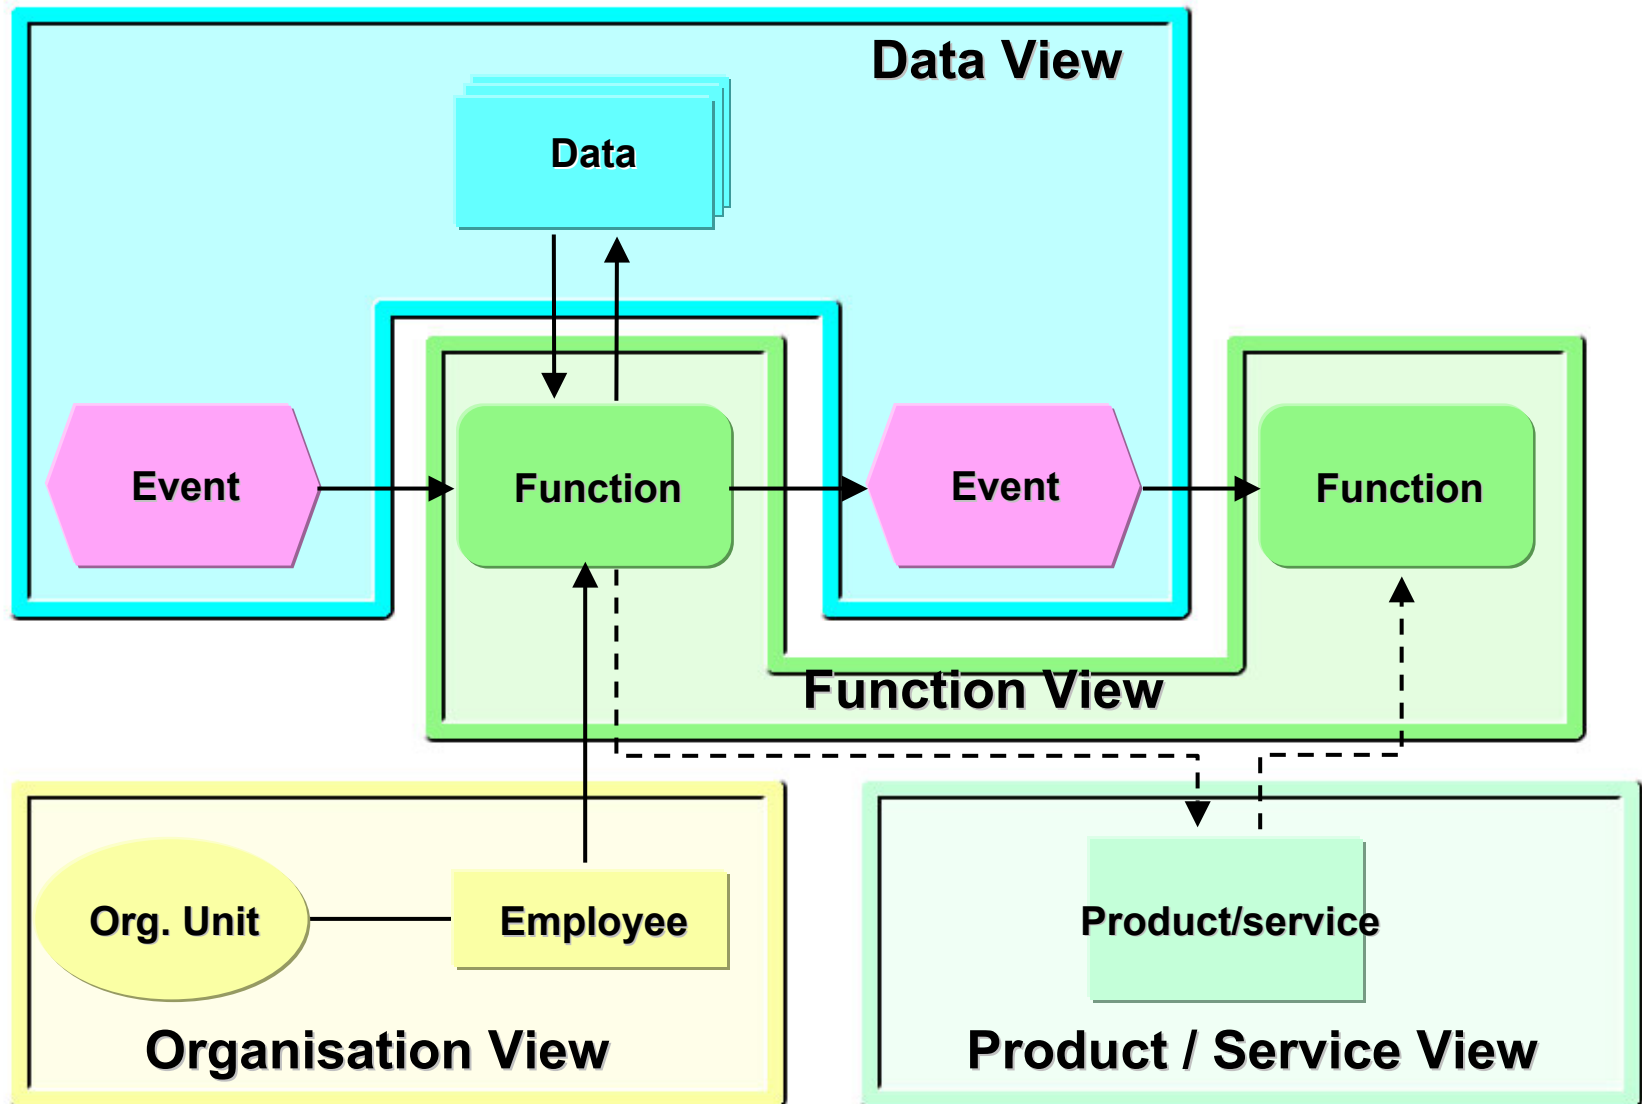 Data View
Data
Event
Function
Event
Function
Function View
Org. Unit
Employee
Product/service
Organisation View
Product / Service View